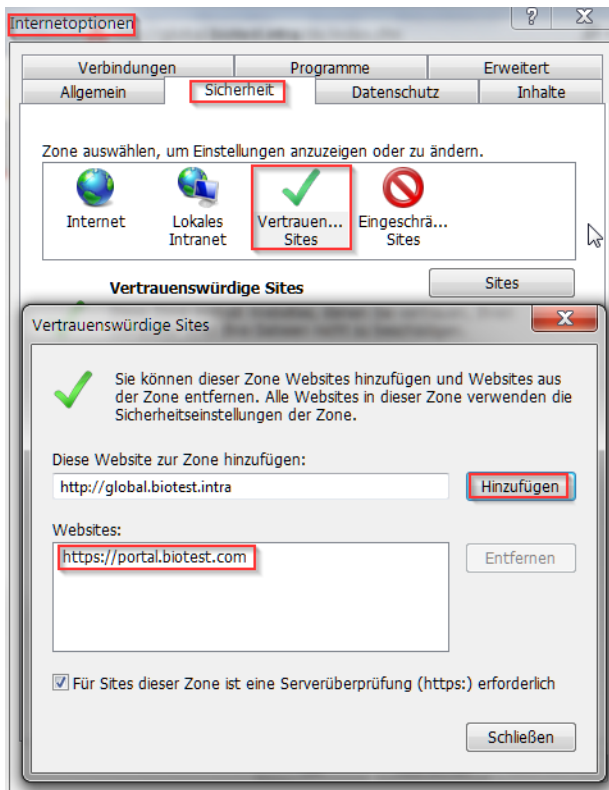 Internetoptionen
Verbindungen Programme Erweitert
Allgemein Sicherheit Datenschutz Inhalte
Zone auswählen, um Einstellungen anzuzeigen oder zu ändern.
Internet Lokales Intranet Vertrauen... Sites Eingeschrä... Sites
Vertrauenswürdige Sites Sites
Vertrauenswürdige Sites
Sie können dieser Zone Websites hinzufügen und Websites aus
der Zone entfernen. Alle Websites in dieser Zone verwenden die
Sicherheitseinstellungen der Zone.
Diese Website zur Zone hinzufügen:
http://global.biotest.intra Hinzufügen
Websites:
https://portal.biotest.com Entfernen
Für Sites dieser Zone ist eine Serverüberprüfung (https:) erforderlich
Schließen